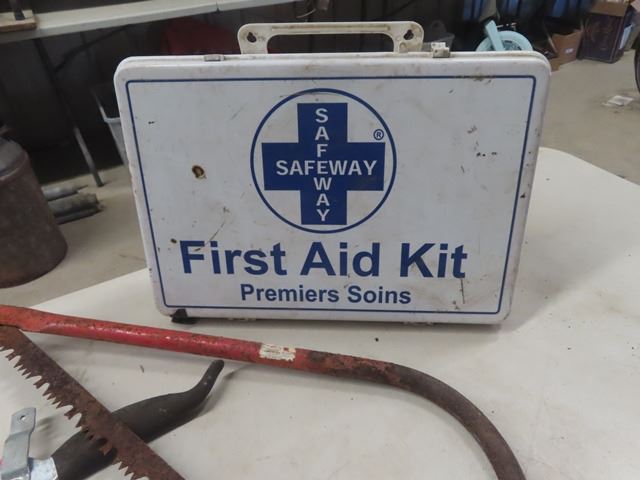 SAFEWAY
SAFEWAY
®
First Aid Kit
Premiers Soins